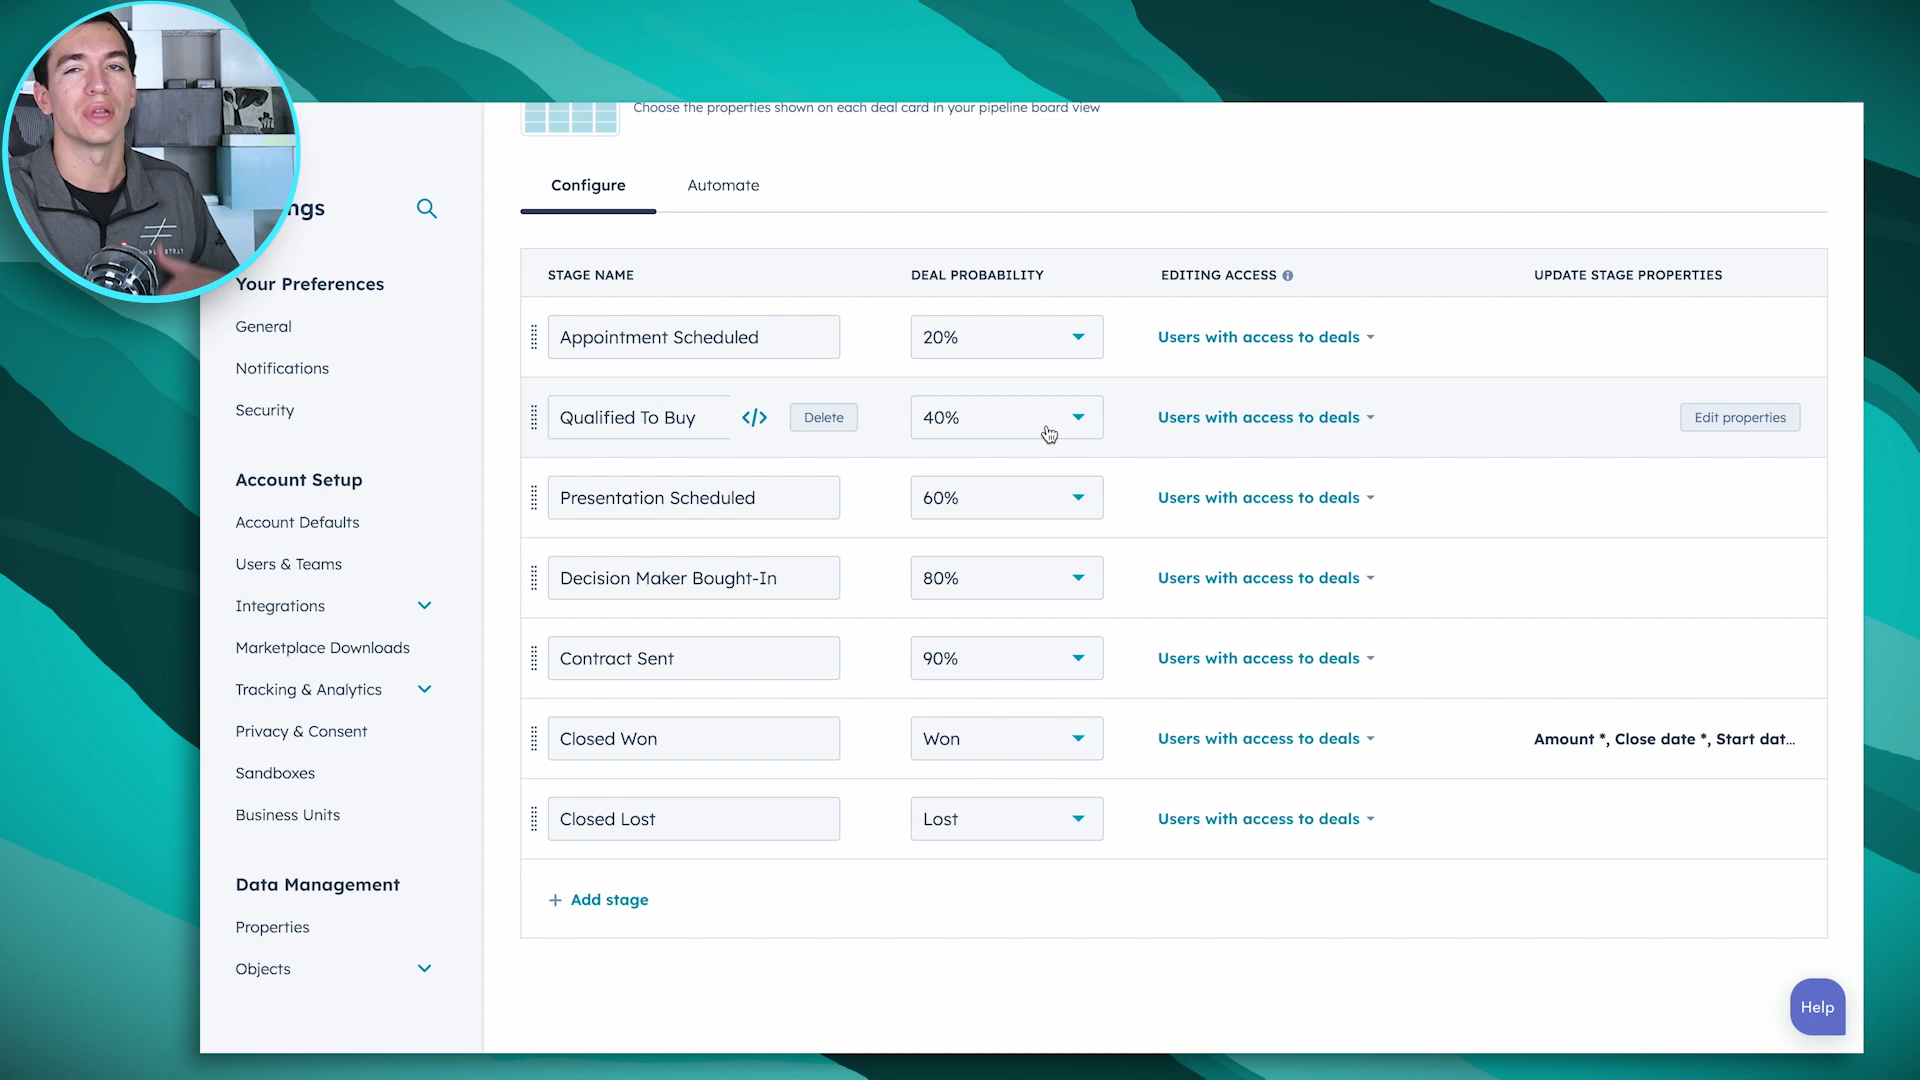 Choose the properties shown on each deal card in your pipeline board view
Configure
Automate
ngs
Your Preferences
General
Notifications
Security
Account Setup
Account Defaults
Users & Teams
Integrations
Marketplace Downloads
Tracking & Analytics
Privacy & Consent
Sandboxes
Business Units
Data Management
Properties
Objects
STAGE NAME DEAL PROBABILITY EDITING ACCESS UPDATE STAGE PROPERTIES
Appointment Scheduled 20% Users with access to deals
Qualified To Buy </> Delete 40% Users with access to deals Edit properties
Presentation Scheduled 60% Users with access to deals
Decision Maker Bought-In 80% Users with access to deals
Contract Sent 90% Users with access to deals
Closed Won Won Users with access to deals Amount *, Close date *, Start dat...
Closed Lost Lost Users with access to deals
+ Add stage
Help